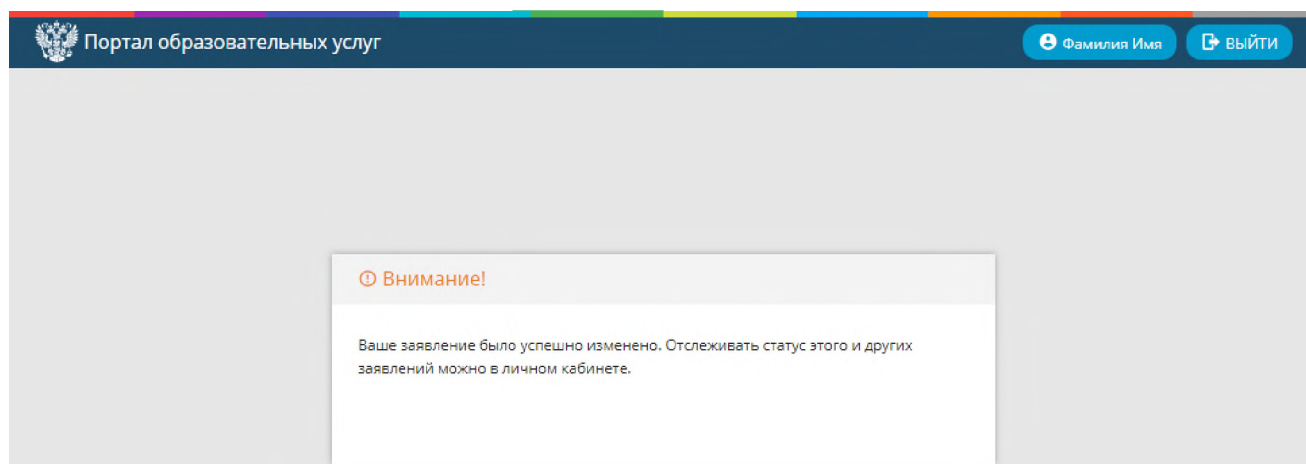 Портал образовательных услуг
Фамилия Имя
ВЫЙТИ
Внимание!
Ваше заявление было успешно изменено. Отслеживать статус этого и других
заявлений можно в личном кабинете.